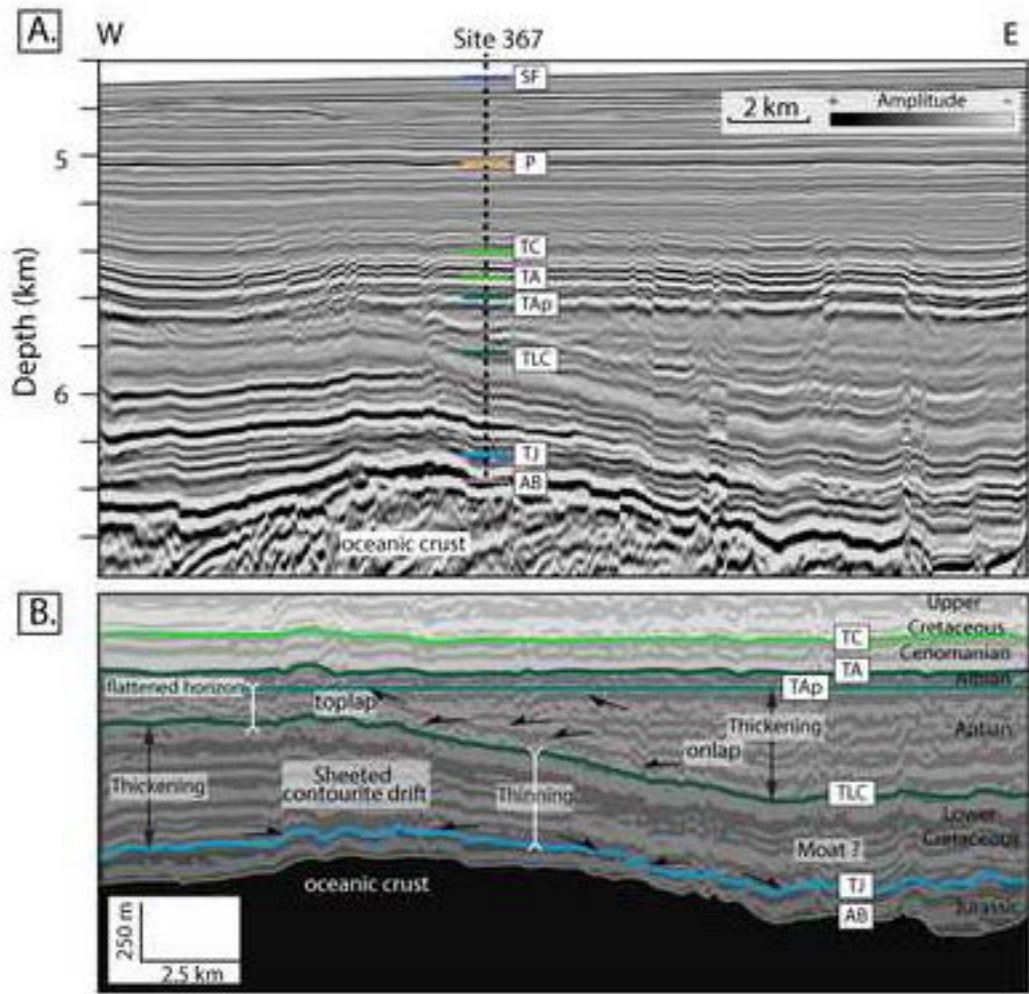 A.
W
E
Site 367
SF
2 km
+ Amplitude -
5
P
Depth (km)
TC
TA
TAp
TLC
6
TJ
AB
oceanic crust
B.
Upper
Cretaceous
TC
Cenomanian
TA
Albian
flattened horizon
TAp
toplap
Thickening
Aptian
onlap
Thickening
Sheeted
contourite drift
Thinning
TLC
Lower
Cretaceous
Moat ?
oceanic crust
TJ
AB
Jurassic
250 m
2.5 km